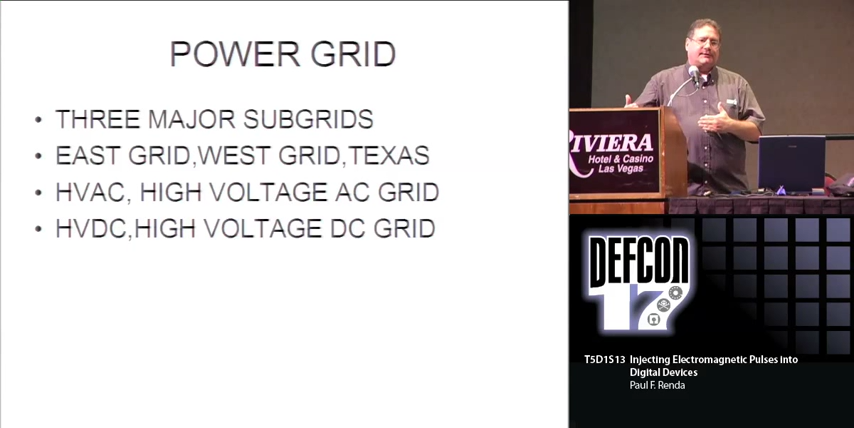 POWER GRID
• THREE MAJOR SUBGRIDS
• EAST GRID,WEST GRID,TEXAS
• HVAC, HIGH VOLTAGE AC GRID
• HVDC,HIGH VOLTAGE DC GRID
RIVIERA
Hotel & Casino
Las Vegas
DEFCON
17
T5D1S13 Injecting Electromagnetic Pulses into
Digital Devices
Paul F. Renda